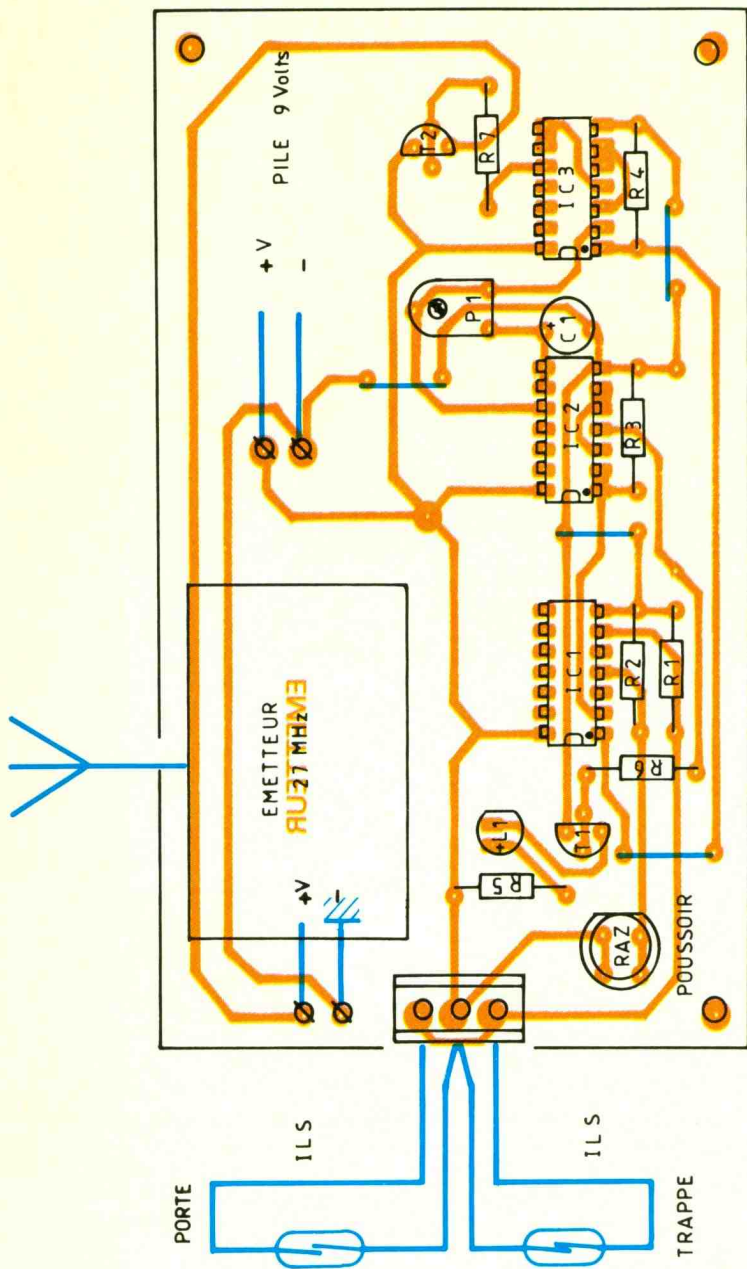 PORTE
ILS
ILS
TRAPPE
EMETTEUR
27 MHz
EMETTEUR
+V
-
+V
-
PILE 9 Volts
T2
R7
IC3
R4
P1
C1
+
IC2
R3
IC1
R2
R1
R6
+L1
T1
R5
RAZ
POUSSOIR